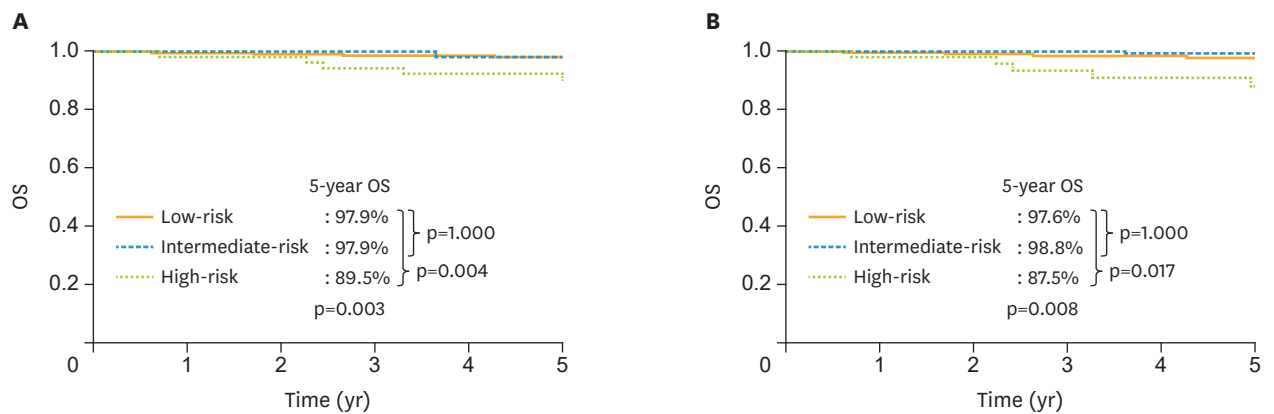 A
1.0
0.8
0.6
0.4
0.2
0
OS
5-year OS
Low-risk : 97.9%
Intermediate-risk : 97.9%
High-risk : 89.5%
p=1.000
p=0.004
p=0.003
1 2 3 4 5
Time (yr)
B
1.0
0.8
0.6
0.4
0.2
0
OS
5-year OS
Low-risk : 97.6%
Intermediate-risk : 98.8%
High-risk : 87.5%
p=1.000
p=0.017
p=0.008
1 2 3 4 5
Time (yr)